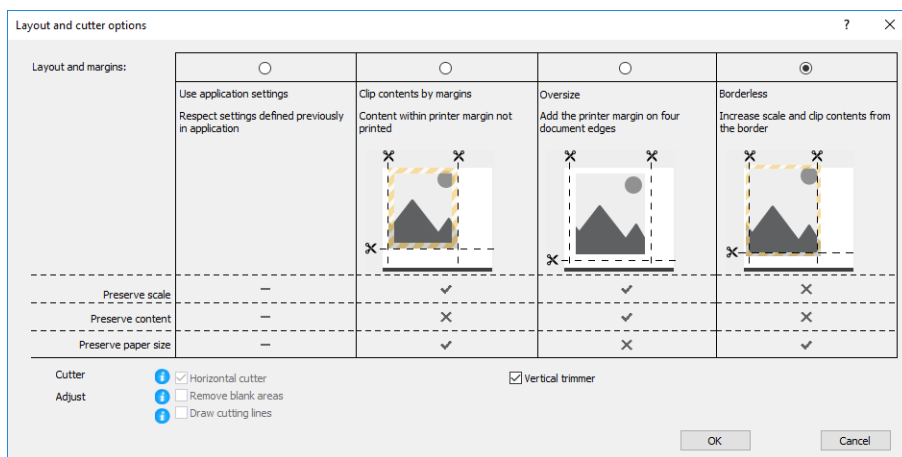 Layout and cutter options
Layout and margins:
Use application settings
Respect settings defined previously
in application
Clip contents by margins
Content within printer margin not
printed
Oversize
Add the printer margin on four
document edges
Borderless
Increase scale and clip contents from
the border
Preserve scale
Preserve content
Preserve paper size
Cutter
Horizontal cutter
Vertical trimmer
Adjust
Remove blank areas
Draw cutting lines
OK
Cancel